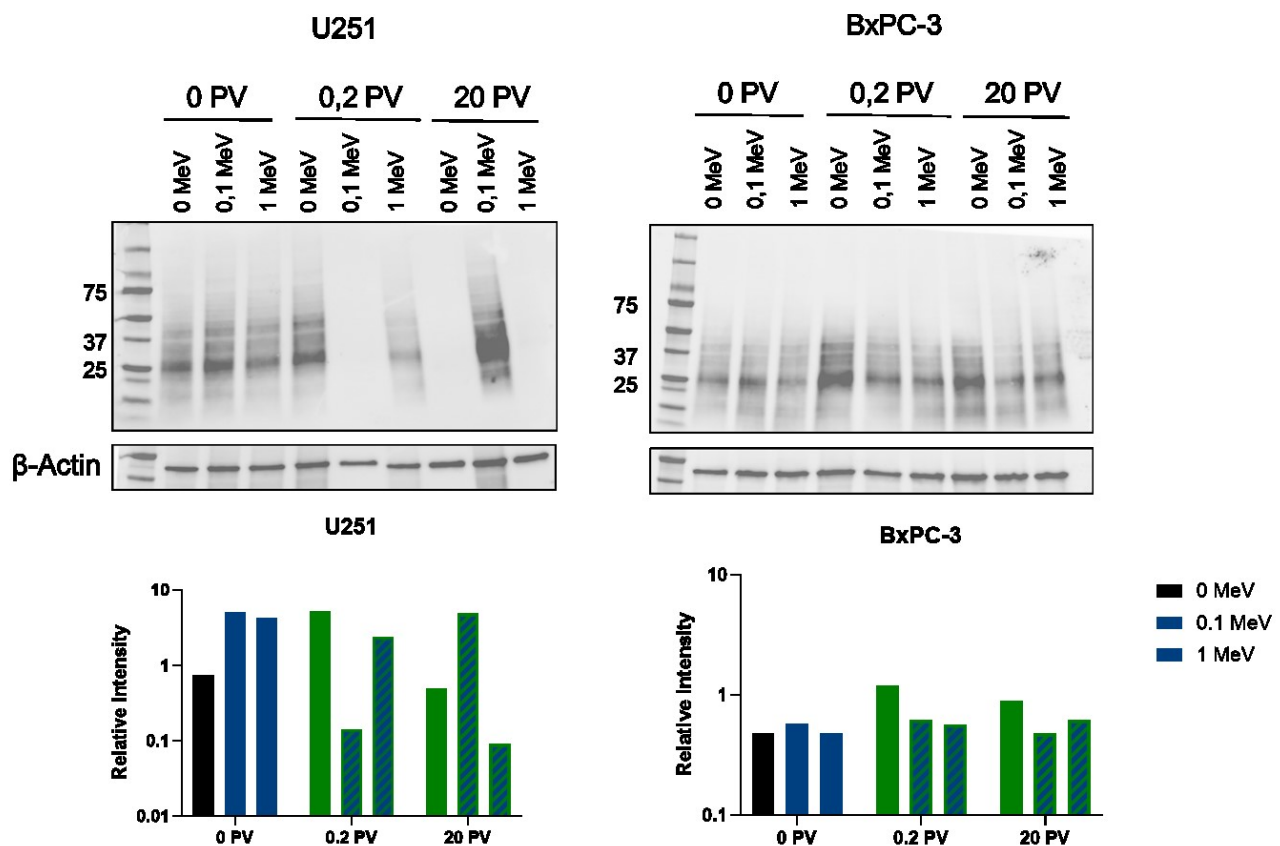 U251
BxPC-3
0 PV
0,2 PV
20 PV
0 PV
0,2 PV
20 PV
0 MeV
0,1 MeV
1 MeV
0 MeV
0,1 MeV
1 MeV
0 MeV
0,1 MeV
1 MeV
0 MeV
0,1 MeV
1 MeV
0 MeV
0,1 MeV
1 MeV
0 MeV
0,1 MeV
1 MeV
75
37
25
75
37
25
β-Actin
U251
Relative Intensity
10
1
0.1
0.01
0 PV
0.2 PV
20 PV
BxPC-3
Relative Intensity
10
1
0.1
0 PV
0.2 PV
20 PV
0 MeV
0.1 MeV
1 MeV